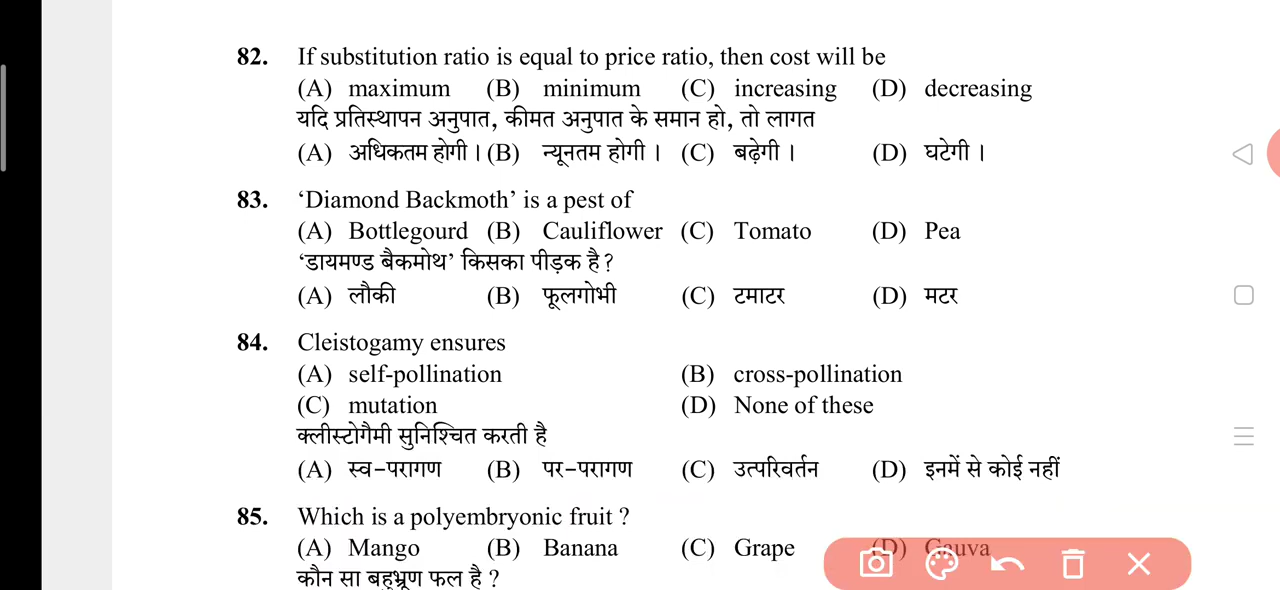 82. If substitution ratio is equal to price ratio, then cost will be
(A) maximum (B) minimum (C) increasing (D) decreasing
यदि प्रतिस्थापन अनुपात, कीमत अनुपात के समान हो, तो लागत
(A) अधिकतम होगी । (B) न्यूनतम होगी । (C) बढ़ेगी । (D) घटेगी ।
83. ‘Diamond Backmoth’ is a pest of
(A) Bottlegourd (B) Cauliflower (C) Tomato (D) Pea
‘डायमण्ड बैकमोथ’ किसका पीड़क है ?
(A) लौकी (B) फूलगोभी (C) टमाटर (D) मटर
84. Cleistogamy ensures
(A) self-pollination (B) cross-pollination
(C) mutation (D) None of these
क्लीस्टोगैमी सुनिश्चित करती है
(A) स्व-परागण (B) पर-परागण (C) उत्परिवर्तन (D) इनमें से कोई नहीं
85. Which is a polyembryonic fruit ?
(A) Mango (B) Banana (C) Grape (D) Gauva
कौन सा बहुभ्रूण फल है ?